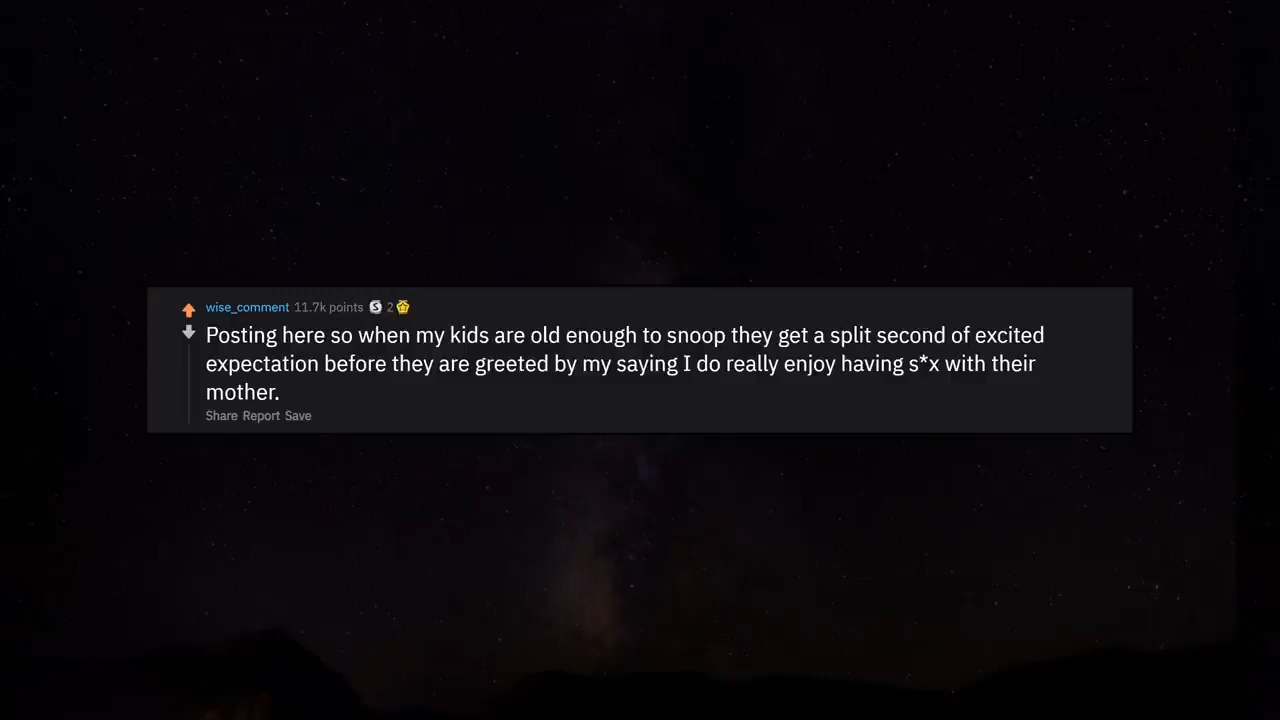 wise_comment 11.7k points S 2
Posting here so when my kids are old enough to snoop they get a split second of excited
expectation before they are greeted by my saying I do really enjoy having s*x with their
mother.
Share Report Save